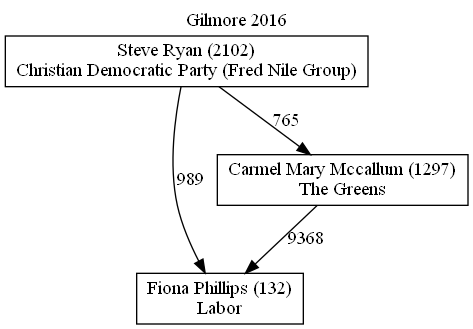 Gilmore 2016
Steve Ryan (2102)
Christian Democratic Party (Fred Nile Group)
765
Carmel Mary Mccallum (1297)
The Greens
989
9368
Fiona Phillips (132)
Labor